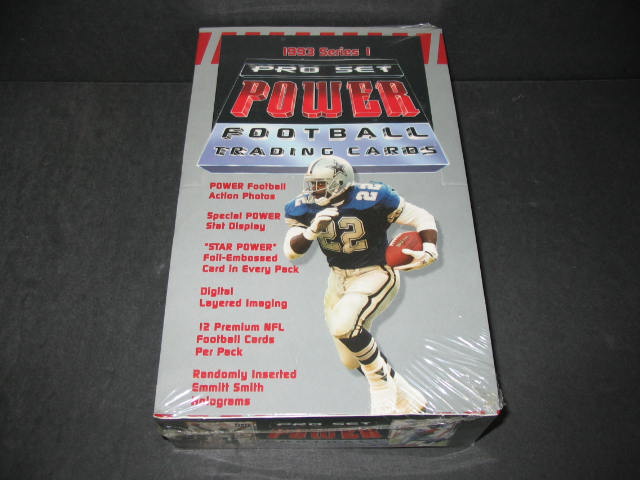 1993 Series 1
PRO SET
POWER
FOOTBALL
TRADING CARDS
POWER Football
Action Photos
22
22
Special POWER
Stat Display
"STAR POWER"
Foil-Embossed
Card in Every Pack
Digital
Layered Imaging
12 Premium NFL
Football Cards
Per Pack
Randomly Inserted
Emmitt Smith
Holograms
PRO SET
POWER